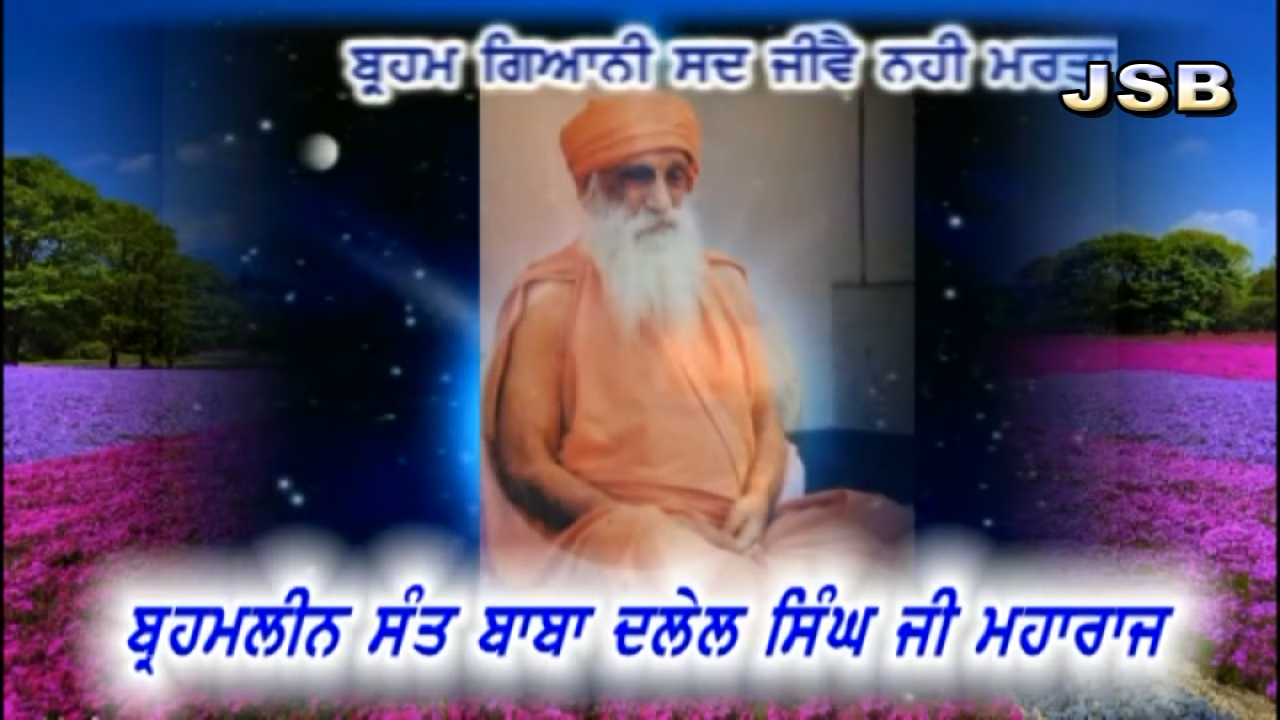 ਬ੍ਰਹਮ ਗਿਆਨੀ ਸਦ ਜੀਵੈ ਨਹੀ ਮਰਤਾ
JSB
ਬ੍ਰਹਮਲੀਨ ਸੰਤ ਬਾਬਾ ਦਲੇਲ ਸਿੰਘ ਜੀ ਮਹਾਰਾਜ